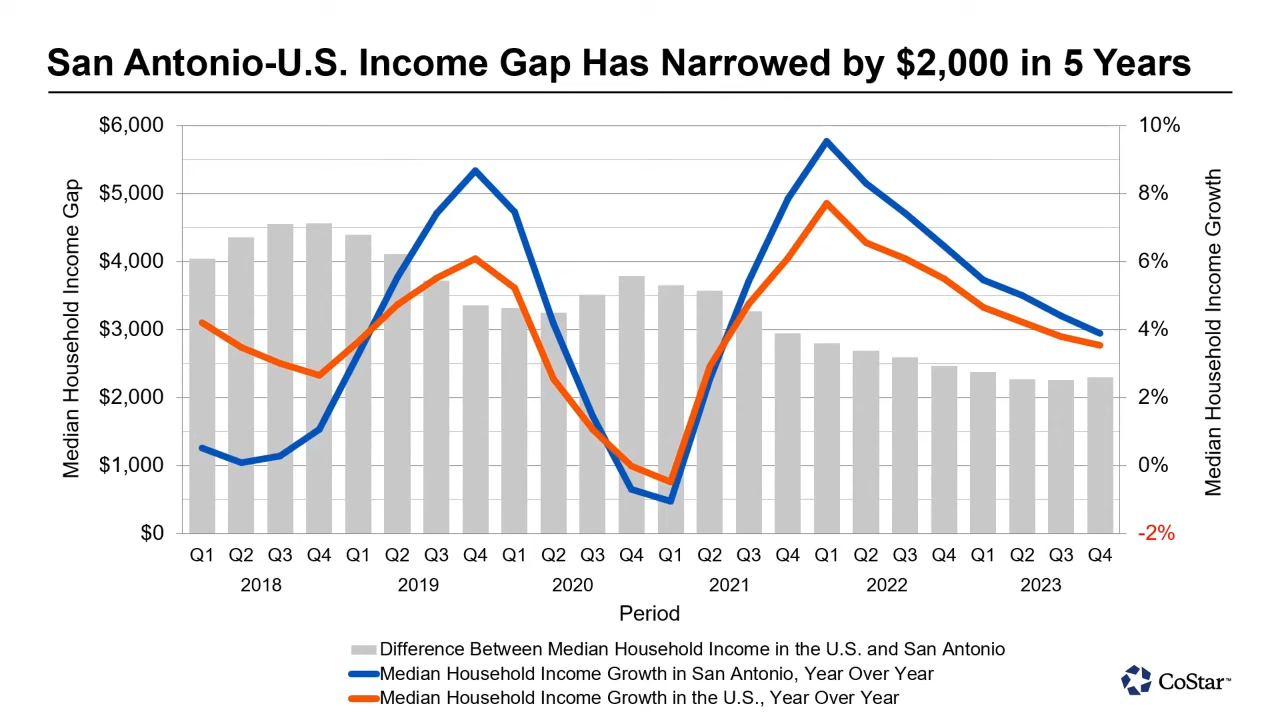 San Antonio-U.S. Income Gap Has Narrowed by $2,000 in 5 Years
Median Household Income Gap
$6,000
$5,000
$4,000
$3,000
$2,000
$1,000
$0
10%
8%
6%
4%
2%
0%
-2%
Median Household Income Growth
Q1 Q2 Q3 Q4 Q1 Q2 Q3 Q4 Q1 Q2 Q3 Q4 Q1 Q2 Q3 Q4 Q1 Q2 Q3 Q4 Q1 Q2 Q3 Q4
2018 2019 2020 2021 2022 2023
Period
Difference Between Median Household Income in the U.S. and San Antonio
Median Household Income Growth in San Antonio, Year Over Year
Median Household Income Growth in the U.S., Year Over Year
CoStar™